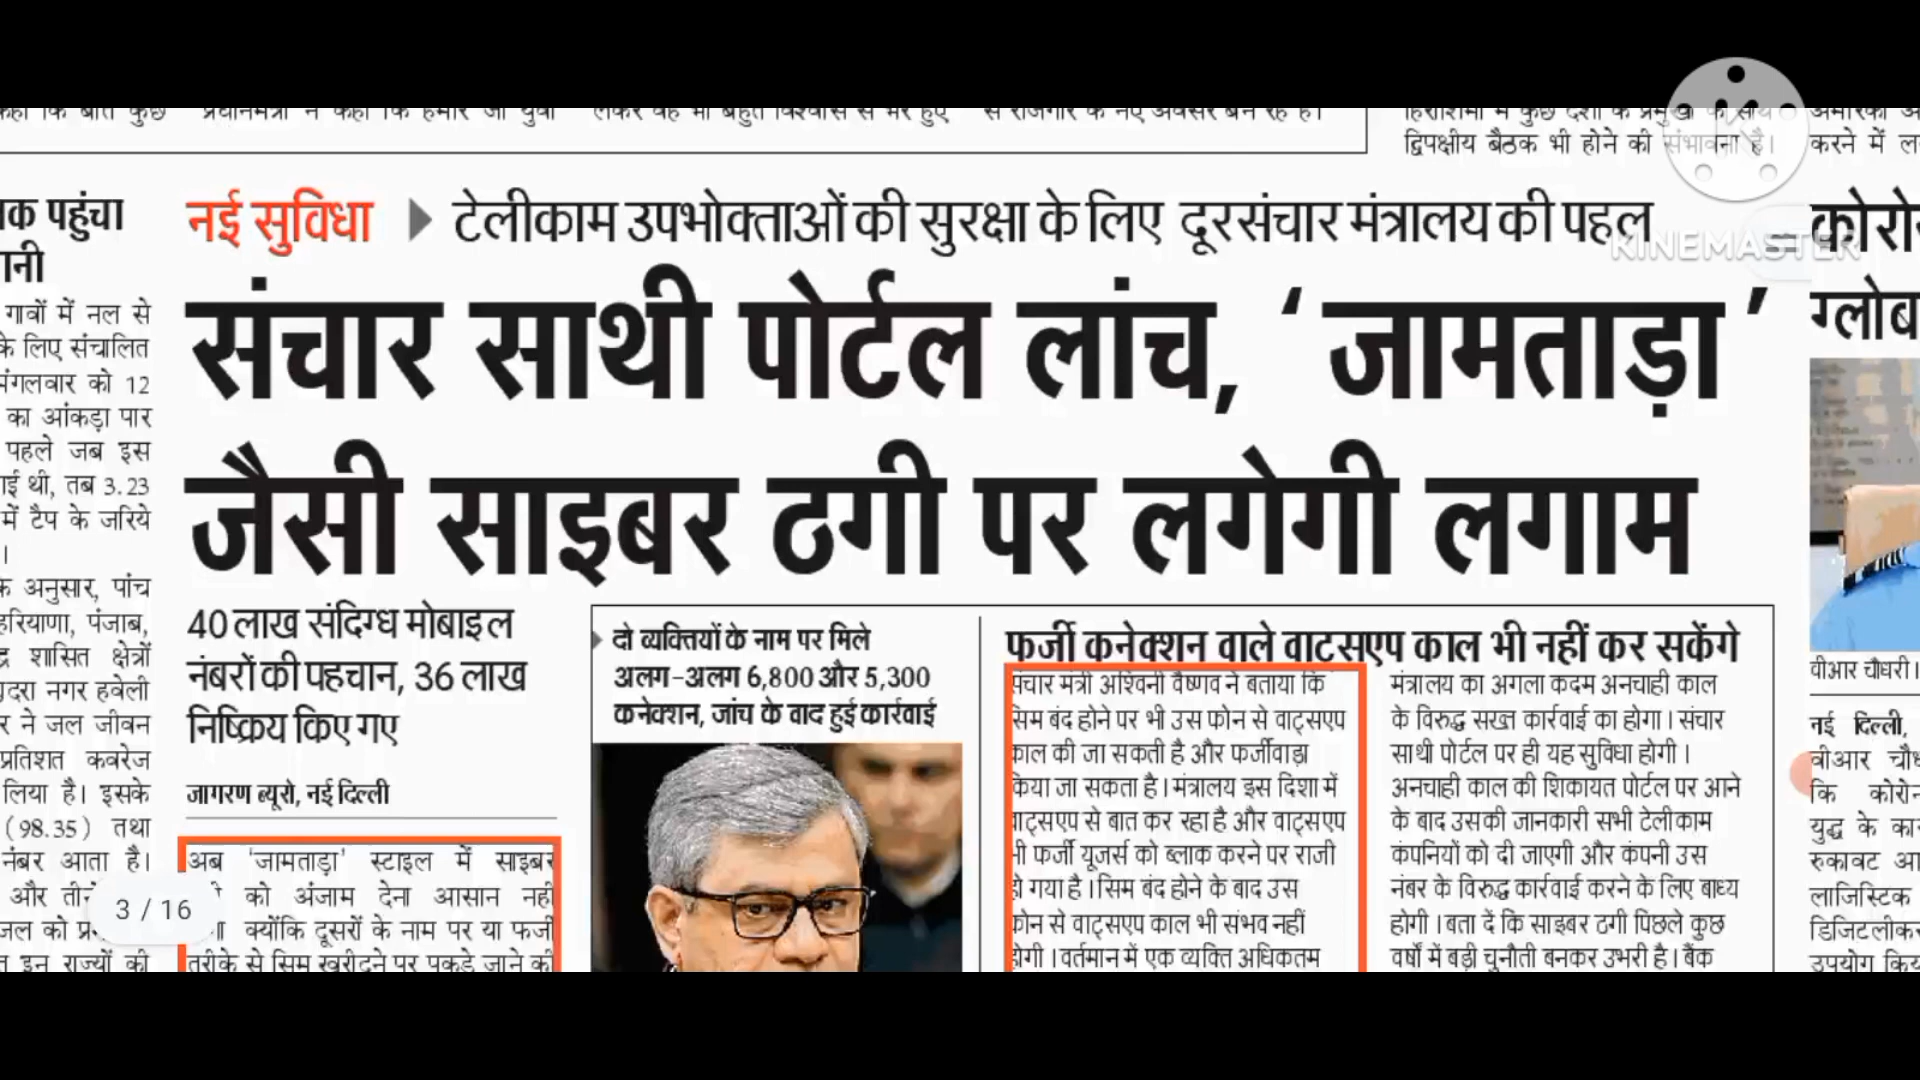 द्विपक्षीय बैठक भी होने की संभावना है।
करने में
क पहुंचा
नई सुविधा
टेलीकाम उपभोक्ताओं की सुरक्षा के लिए दूरसंचार मंत्रालय की पहल
KINEMASTER
संचार साथी पोर्टल लांच, ‘जामताड़ा’
जैसी साइबर ठगी पर लगेगी लगाम
गावों में नल से
के लिए संचालित
मंगलवार को 12
का आंकड़ा पार
पहले जब इस
थी, तब 3.23
में टैप के जरिये
अनुसार, पांच
हरियाणा, पंजाब,
शासित क्षेत्रों
नगर हवेली
ने जल जीवन
प्रतिशत कवरेज
लिया है। इसके
(98.35) तथा
नंबर आता है।
और
3 / 16
40 लाख संदिग्ध मोबाइल
नंबरों की पहचान, 36 लाख
निष्क्रिय किए गए
जागरण ब्यूरो, नई दिल्ली
अब ‘जामताड़ा’ स्टाइल में साइबर
को अंजाम देना आसान नहीं
क्योंकि दूसरों के नाम पर या फर्जी
तरीके से सिम खरीदने पर पकड़े जाने की
दो व्यक्तियों के नाम पर मिले
अलग-अलग 6,800 और 5,300
कनेक्शन, जांच के बाद हुई कार्रवाई
फर्जी कनेक्शन वाले वाटसएप काल भी नहीं कर सकेंगे
संचार मंत्री अश्विनी वैष्णव ने बताया कि
सिम बंद होने पर भी उस फोन से वाट्सएप
काल की जा सकती है और फर्जीवाड़ा
किया जा सकता है। मंत्रालय इस दिशा में
वाट्सएप से बात कर रहा है और वाट्सएप
भी फर्जी यूजर्स को ब्लाक करने पर राजी
हो गया है। सिम बंद होने के बाद उस
फोन से वाट्सएप काल भी संभव नहीं
होगी। वर्तमान में एक व्यक्ति अधिकतम
मंत्रालय का अगला कदम अनचाही काल
के विरुद्ध सख्त कार्रवाई का होगा। संचार
साथी पोर्टल पर ही यह सुविधा होगी।
अनचाही काल की शिकायत पोर्टल पर आने
के बाद उसकी जानकारी सभी टेलीकाम
कंपनियों को दी जाएगी और कंपनी उस
नंबर के विरुद्ध कार्रवाई करने के लिए बाध्य
होगी। बता दें कि साइबर ठगी पिछले कुछ
वर्षों में बड़ी चुनौती बनकर उभरी है। बैंक
वीआर चौधरी।
नई दिल्ली,
वीआर
कि
युद्ध के
रुकावट
लाजिस्टिक
उपयोग